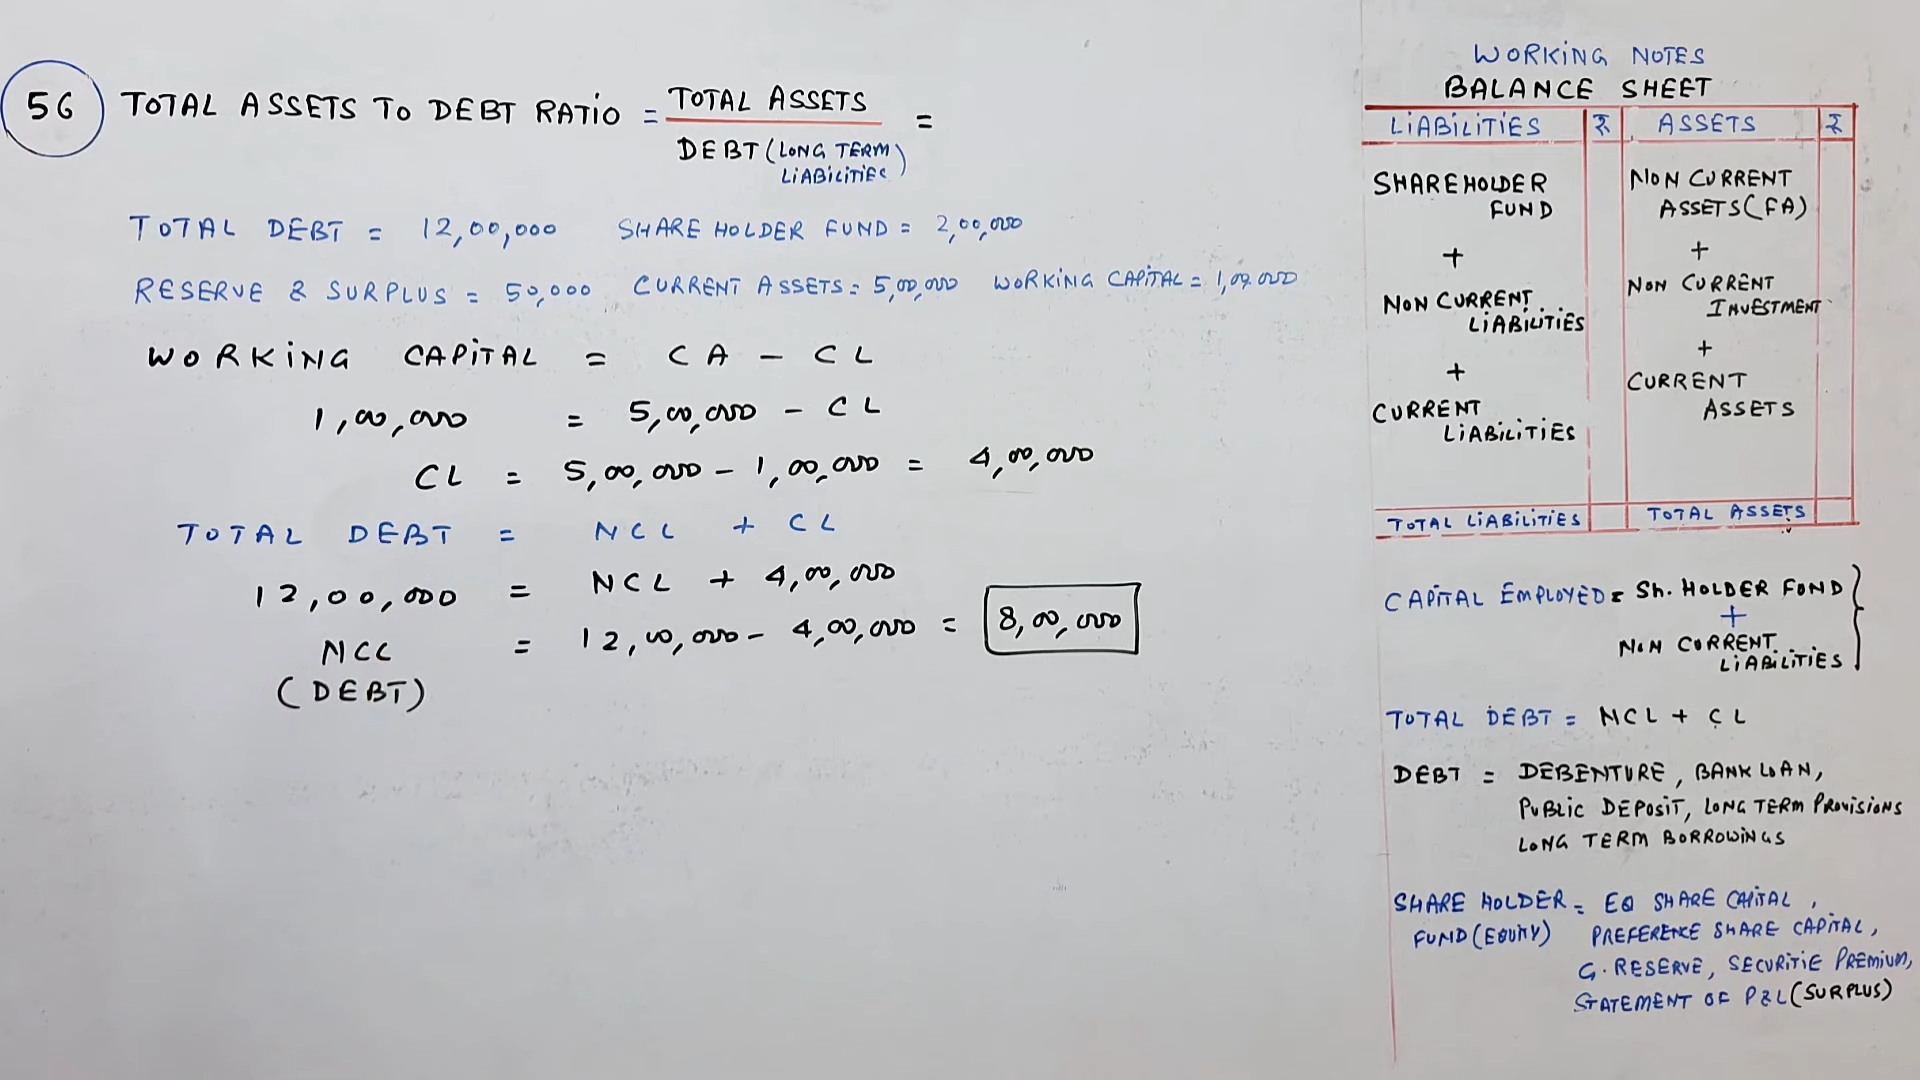 56 TOTAL ASSETS TO DEBT RATIO = TOTAL ASSETS =
DEBT (LONG TERM
LIABILITIES)
TOTAL DEBT = 12,00,000 SHARE HOLDER FUND = 2,00,000
RESERVE & SURPLUS = 50,000 CURRENT ASSETS = 5,00,000 WORKING CAPITAL = 1,00,000
WORKING CAPITAL = CA - CL
1,00,000 = 5,00,000 - CL
CL = 5,00,000 - 1,00,000 = 4,00,000
TOTAL DEBT = NCL + CL
12,00,000 = NCL + 4,00,000
NCL = 12,00,000 - 4,00,000 = 8,00,000
(DEBT)
WORKING NOTES
BALANCE SHEET
LIABILITIES ₹ ASSETS ₹
SHAREHOLDER NON CURRENT
FUND ASSETS (FA)
+ +
NON CURRENT NON CURRENT
LIABILITIES INVESTMENT
+ +
CURRENT CURRENT
LIABILITIES ASSETS
TOTAL LIABILITIES TOTAL ASSETS
CAPITAL EMPLOYED = SH. HOLDER FOND
+
NON CURRENT
LIABILITIES
TOTAL DEBT = NCL + CL
DEBT = DEBENTURE, BANK LOAN,
PUBLIC DEPOSIT, LONG TERM PROVISIONS
LONG TERM BORROWINGS
SHARE HOLDER = EQ SHARE CAPITAL,
FUND (EQUITY) PREFERENCE SHARE CAPITAL,
G. RESERVE, SECURITIE PREMIUM,
STATEMENT OF P&L (SURPLUS)